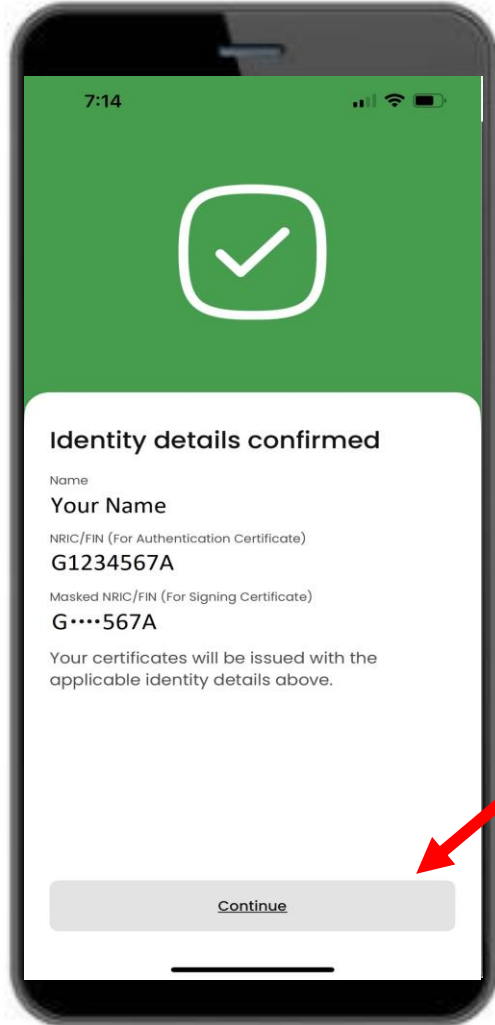 7:14
Identity details confirmed
Name
Your Name
NRIC/FIN (For Authentication Certificate)
G1234567A
Masked NRIC/FIN (For Signing Certificate)
G····567A
Your certificates will be issued with the
applicable identity details above.
Continue